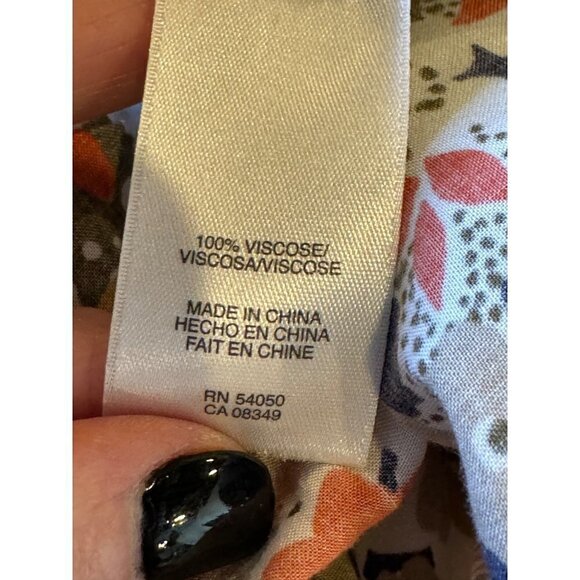 100% VISCOSE/
VISCOSA/VISCOSE
MADE IN CHINA
HECHO EN CHINA
FAIT EN CHINE
RN 54050
CA 08349